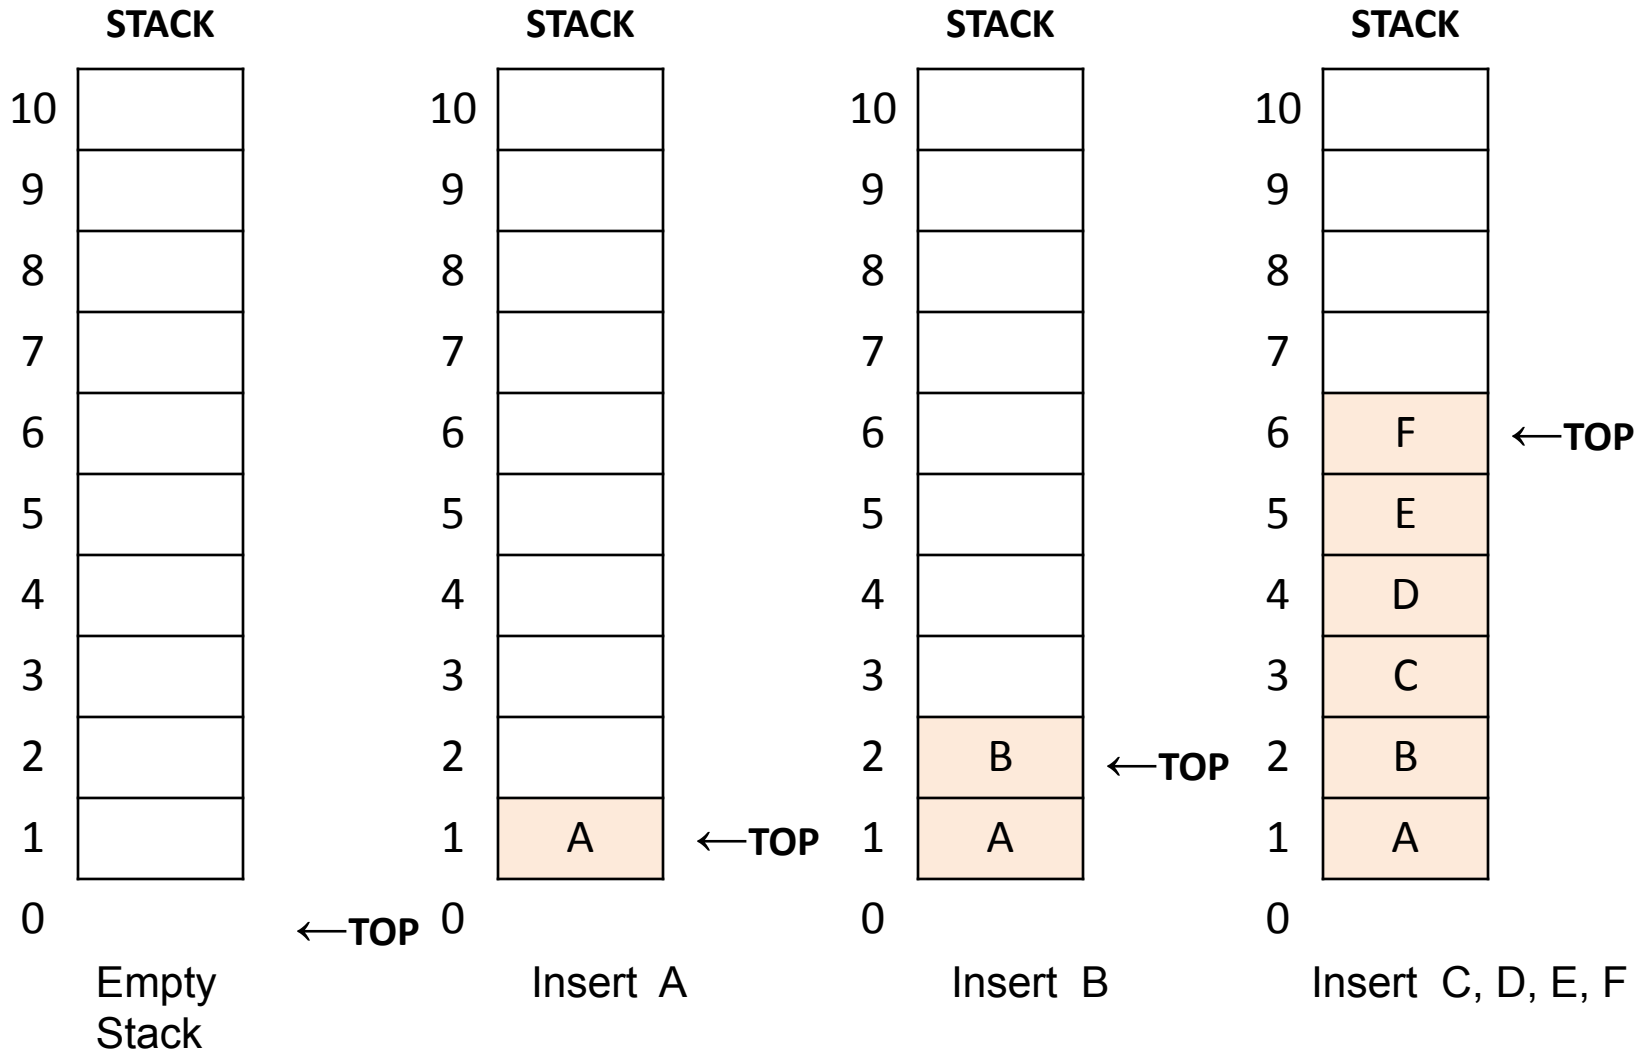 STACK STACK STACK STACK
10 10 10 10
9 9 9 9
8 8 8 8
7 7 7 7
6 6 6 6 F ←TOP
5 5 5 5 E
4 4 4 4 D
3 3 3 3 C
2 2 2 B ←TOP 2 B
1 1 A ←TOP 1 A 1 A
0 ←TOP 0 0 0
Empty Insert A Insert B Insert C, D, E, F
Stack